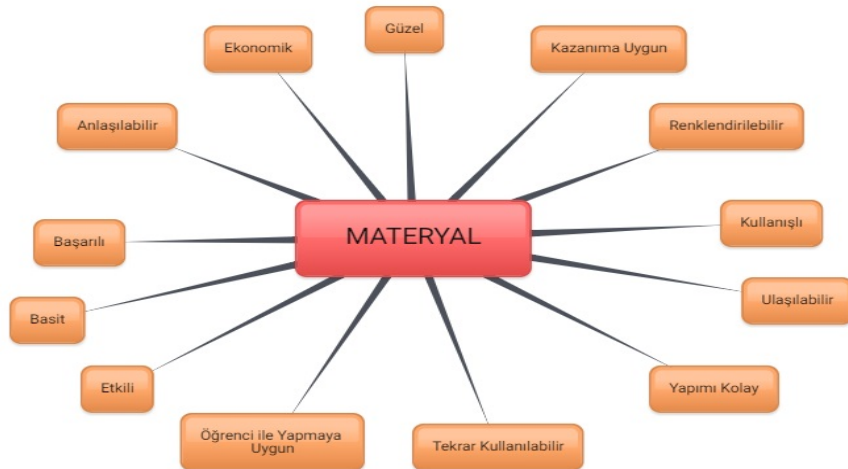 Güzel
Ekonomik
Kazanıma Uygun
Anlaşılabilir
Renklendirilebilir
Kullanışlı
MATERYAL
Başarılı
Ulaşılabilir
Basit
Etkili
Yapımı Kolay
Öğrenci ile Yapmaya
Uygun
Tekrar Kullanılabilir